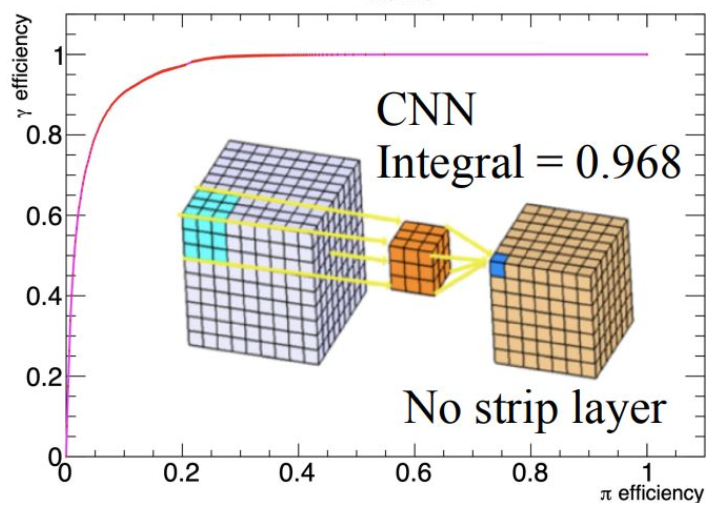 γ efficiency
1
0.8
0.6
0.4
0.2
0
CNN
Integral = 0.968
No strip layer
0 0.2 0.4 0.6 0.8 1
π efficiency